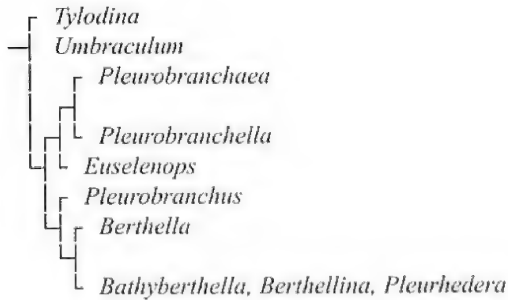 Tylodina
Umbraculum
Pleurobranchaea
Pleurobranchella
Euselenops
Pleurobranchus
Berthella
Bathyberthella, Berthellina, Pleurhedera